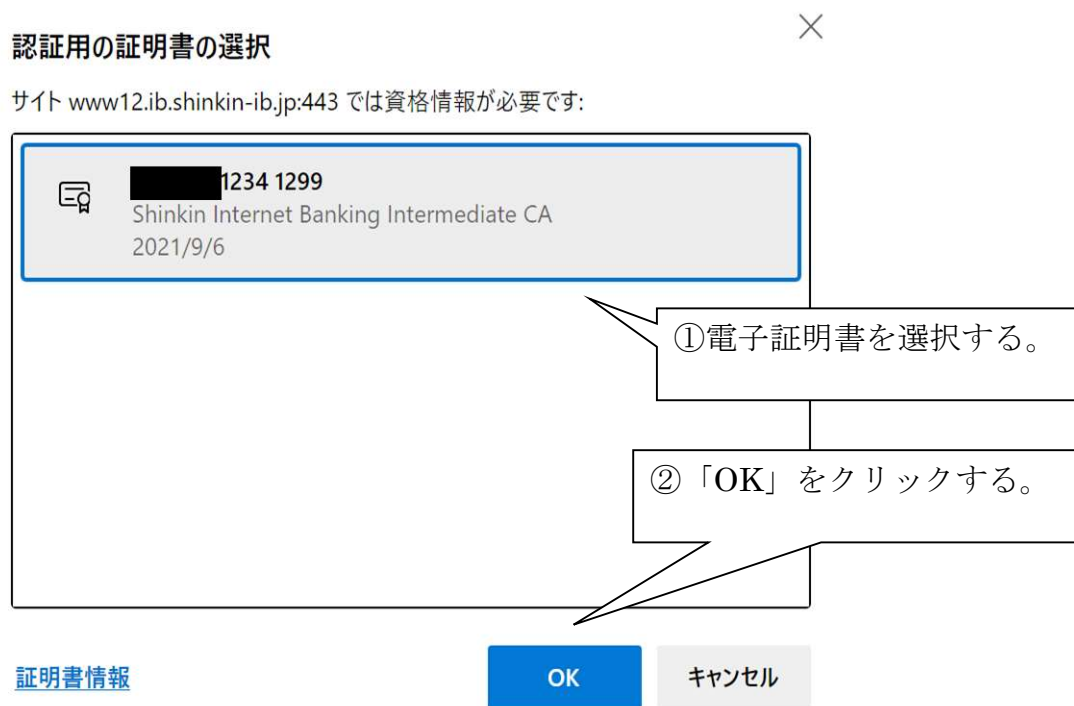 認証用の証明書の選択
サイト www12.ib.shinkin-ib.jp:443 では資格情報が必要です:
1234 1299
Shinkin Internet Banking Intermediate CA
2021/9/6
①電子証明書を選択する。
②「OK」をクリックする。
証明書情報
OK
キャンセル